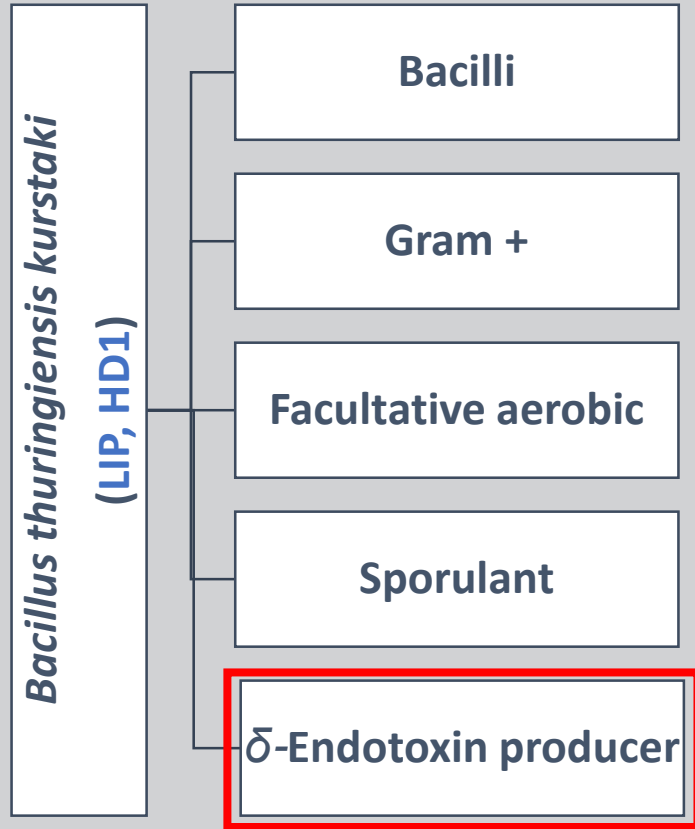 Bacillus thuringiensis kurstaki
(LIP, HD1)
Bacilli
Gram +
Facultative aerobic
Sporulant
δ-Endotoxin producer